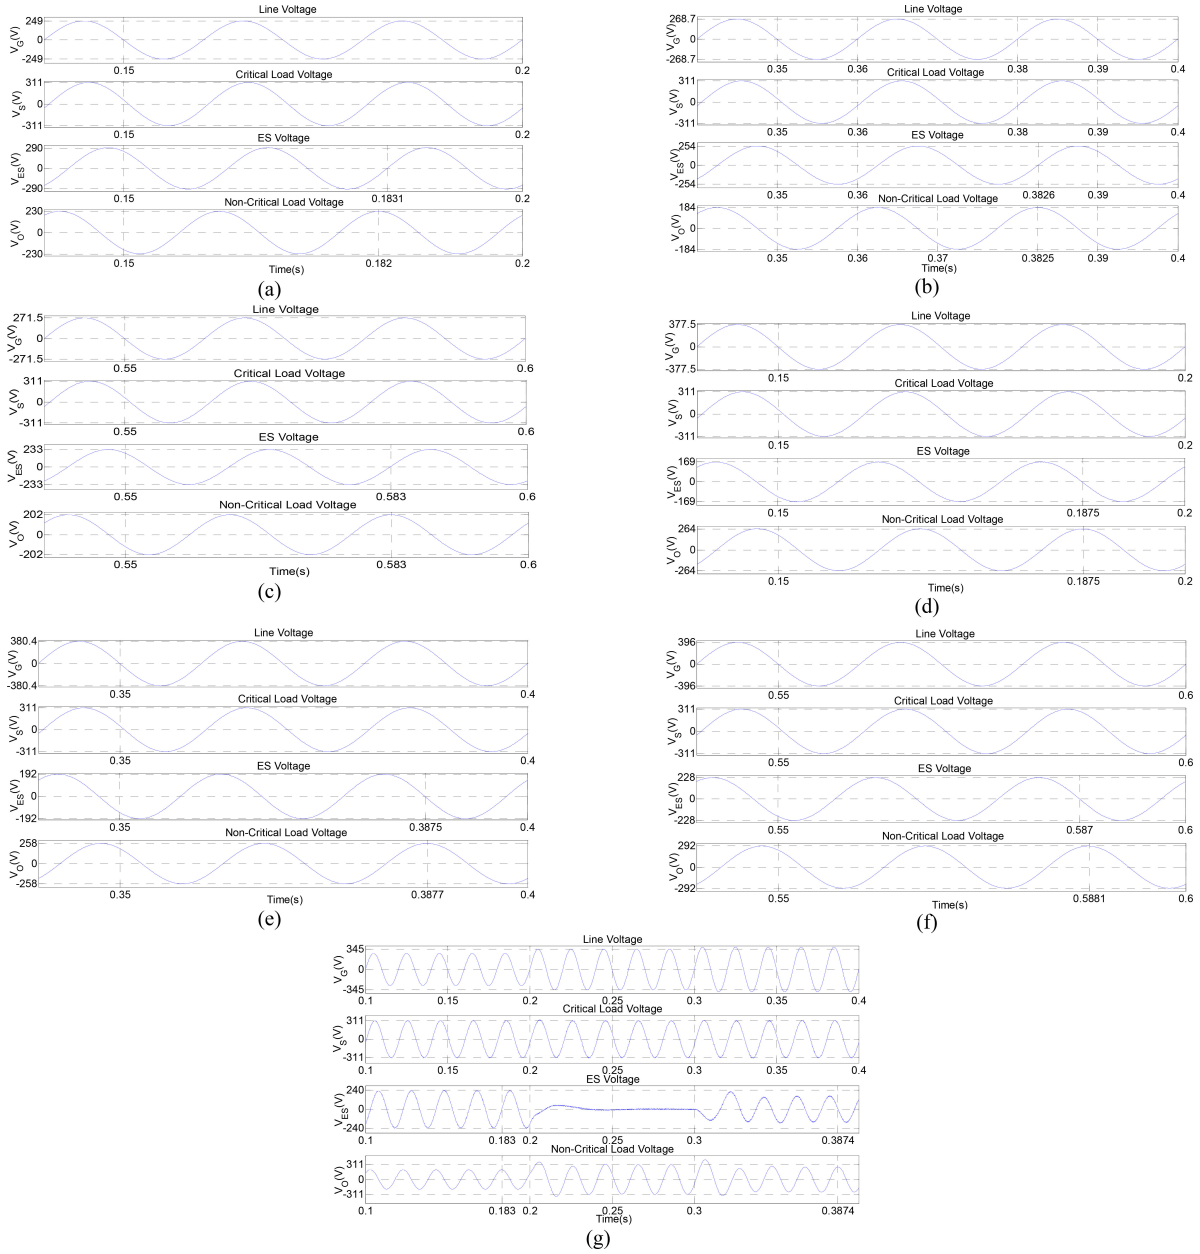 Line Voltage
249
0
-249
V_G(V)
0.15 0.2
Critical Load Voltage
311
0
-311
V_S(V)
0.15 0.2
ES Voltage
290
0
-290
V_ES(V)
0.15 0.1831 0.2
Non-Critical Load Voltage
230
0
-230
V_O(V)
0.15 0.182 0.2
Time(s)
(a)
Line Voltage
268.7
0
-268.7
V_G(V)
0.35 0.36 0.38 0.39 0.4
Critical Load Voltage
311
0
-311
V_S(V)
0.35 0.36 0.38 0.39 0.4
ES Voltage
254
0
-254
V_ES(V)
0.35 0.36 0.3826 0.39 0.4
Non-Critical Load Voltage
184
0
-184
V_O(V)
0.35 0.36 0.37 0.3825 0.39 0.4
Time(s)
(b)
Line Voltage
271.5
0
-271.5
V_G(V)
0.55 0.6
Critical Load Voltage
311
0
-311
V_S(V)
0.55 0.6
ES Voltage
233
0
-233
V_ES(V)
0.55 0.583 0.6
Non-Critical Load Voltage
202
0
-202
V_O(V)
0.55 0.583 0.6
Time(s)
(c)
Line Voltage
377.5
0
-377.5
V_G(V)
0.15 0.2
Critical Load Voltage
311
0
-311
V_S(V)
0.15 0.2
ES Voltage
169
0
-169
V_ES(V)
0.15 0.1875 0.2
Non-Critical Load Voltage
264
0
-264
V_O(V)
0.15 0.1875 0.2
Time(s)
(d)
Line Voltage
380.4
0
-380.4
V_G(V)
0.35 0.4
Critical Load Voltage
311
0
-311
V_S(V)
0.35 0.4
ES Voltage
192
0
-192
V_ES(V)
0.35 0.3875 0.4
Non-Critical Load Voltage
258
0
-258
V_O(V)
0.35 0.3877 0.4
Time(s)
(e)
Line Voltage
396
0
-396
V_G(V)
0.55 0.6
Critical Load Voltage
311
0
-311
V_S(V)
0.55 0.6
ES Voltage
228
0
-228
V_ES(V)
0.55 0.587 0.6
Non-Critical Load Voltage
292
0
-292
V_O(V)
0.55 0.5881 0.6
Time(s)
(f)
Line Voltage
345
0
-345
V_G(V)
0.1 0.15 0.2 0.25 0.3 0.35 0.4
Critical Load Voltage
311
0
-311
V_S(V)
0.1 0.15 0.2 0.25 0.3 0.35 0.4
ES Voltage
240
0
-240
V_ES(V)
0.1 0.183 0.2 0.25 0.3 0.3874
Non-Critical Load Voltage
311
0
-311
V_O(V)
0.1 0.183 0.2 0.25 0.3 0.3874
Time(s)
(g)